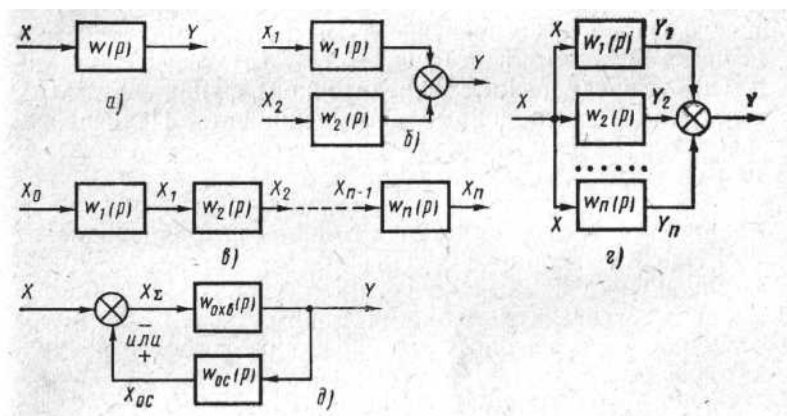 X W(p) Y
а)
X1 W1(p)
X2 W2(p) Y
б)
X0 W1(p) X1 W2(p) X2 Xn-1 Wn(p) Xn
в)
X W1(p) Y1
X W2(p) Y2 Y
X Wn(p) Yn
г)
X XΣ Wохв(p) Y
−
или
+
Xос Wос(p)
д)